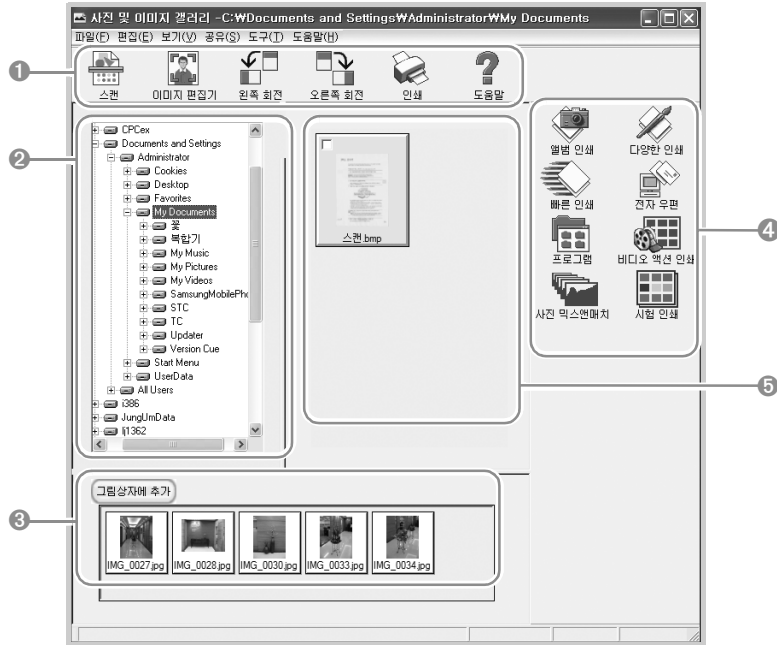 사진 및 이미지 갤러리 -C:₩Documents and Settings₩Administrator₩My Documents
파일(F) 편집(E) 보기(V) 공유(S) 도구(T) 도움말(H)
❶
스캔 이미지 편집기 왼쪽 회전 오른쪽 회전 인쇄 도움말
❷
CPCex
Documents and Settings
Administrator
Cookies
Desktop
Favorites
My Documents
꽃
복합기
My Music
My Pictures
My Videos
SamsungMobilePho
STC
TC
Updater
Version Cue
Start Menu
UserData
All Users
i386
JungUmData
lj1362
스캔.bmp
❺
앨범 인쇄 다양한 인쇄
빠른 인쇄 전자 우편
프로그램 비디오 액션 인쇄
사진 믹스앤매치 시험 인쇄
❹
❸
그림상자에 추가
IMG_0027.jpg IMG_0028.jpg IMG_0030.jpg IMG_0033.jpg IMG_0034.jpg